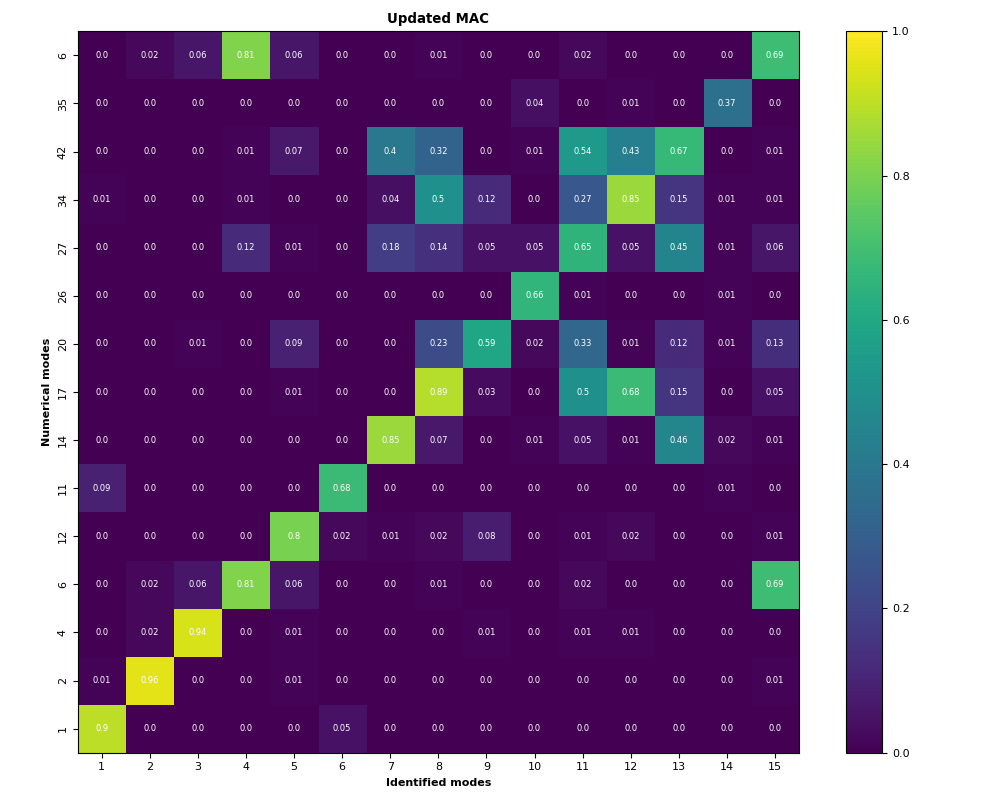 Updated MAC
6 0.0 0.02 0.06 0.81 0.06 0.0 0.0 0.01 0.0 0.0 0.02 0.0 0.0 0.0 0.69
35 0.0 0.0 0.0 0.0 0.0 0.0 0.0 0.0 0.0 0.04 0.0 0.01 0.0 0.37 0.0
42 0.0 0.0 0.0 0.01 0.07 0.0 0.4 0.32 0.0 0.01 0.54 0.43 0.67 0.0 0.01
34 0.01 0.0 0.0 0.01 0.0 0.0 0.04 0.5 0.12 0.0 0.27 0.85 0.15 0.01 0.01
27 0.0 0.0 0.0 0.12 0.01 0.0 0.18 0.14 0.05 0.05 0.65 0.05 0.45 0.01 0.06
26 0.0 0.0 0.0 0.0 0.0 0.0 0.0 0.0 0.0 0.66 0.01 0.0 0.0 0.01 0.0
20 0.0 0.0 0.01 0.0 0.09 0.0 0.0 0.23 0.59 0.02 0.33 0.01 0.12 0.01 0.13
17 0.0 0.0 0.0 0.0 0.01 0.0 0.0 0.89 0.03 0.0 0.5 0.68 0.15 0.0 0.05
14 0.0 0.0 0.0 0.0 0.0 0.0 0.85 0.07 0.0 0.01 0.05 0.01 0.46 0.02 0.01
11 0.09 0.0 0.0 0.0 0.0 0.68 0.0 0.0 0.0 0.0 0.0 0.0 0.0 0.01 0.0
12 0.0 0.0 0.0 0.0 0.8 0.02 0.01 0.02 0.08 0.0 0.01 0.02 0.0 0.0 0.01
6 0.0 0.02 0.06 0.81 0.06 0.0 0.0 0.01 0.0 0.0 0.02 0.0 0.0 0.0 0.69
4 0.0 0.02 0.94 0.0 0.01 0.0 0.0 0.0 0.01 0.0 0.01 0.01 0.0 0.0 0.0
2 0.01 0.96 0.0 0.0 0.01 0.0 0.0 0.0 0.0 0.0 0.0 0.0 0.0 0.0 0.01
1 0.9 0.0 0.0 0.0 0.0 0.05 0.0 0.0 0.0 0.0 0.0 0.0 0.0 0.0 0.0
1 2 3 4 5 6 7 8 9 10 11 12 13 14 15
Identified modes
Numerical modes
1.0
0.8
0.6
0.4
0.2
0.0